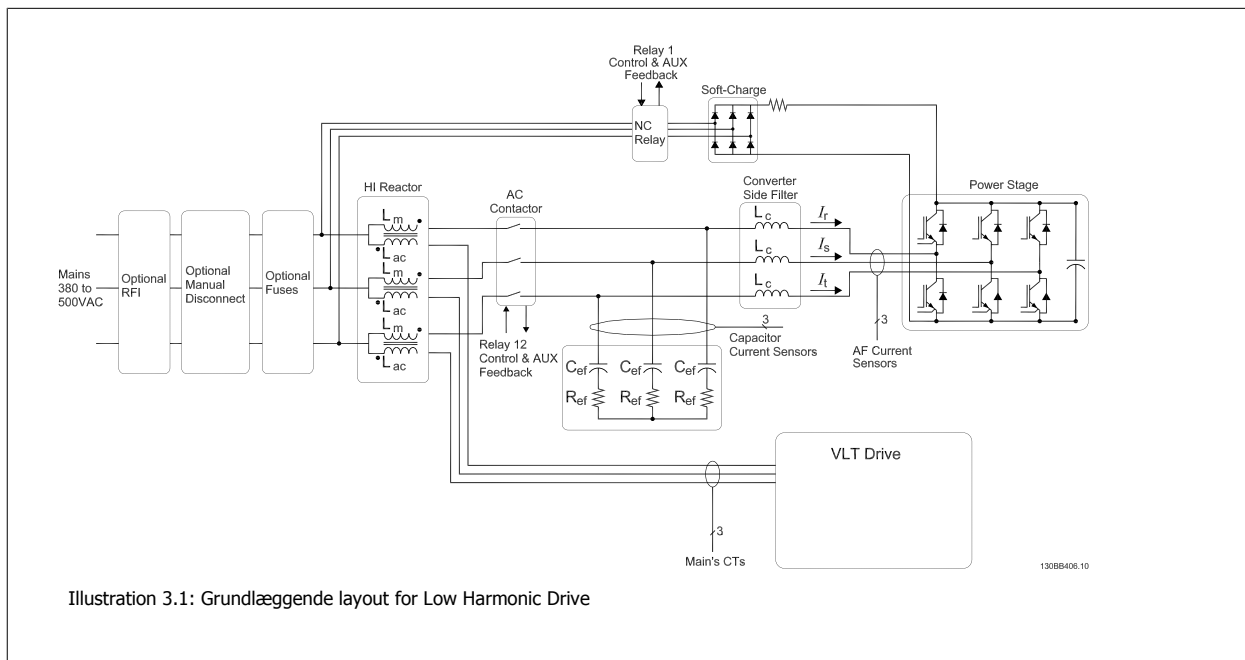 Relay 1
Control & AUX
Feedback
Soft-Charge
NC
Relay
HI Reactor
AC
Contactor
Converter
Side Filter
Power Stage
Mains
380 to
500VAC
Optional
RFI
Optional
Manual
Disconnect
Optional
Fuses
Lm
Lac
Lm
Lac
Lm
Lac
Lc
Lc
Lc
Ir
Is
It
Relay 12
Control & AUX
Feedback
3
Capacitor
Current Sensors
3
AF Current
Sensors
Cef Cef Cef
Ref Ref Ref
VLT Drive
3
Main's CTs
130BB406.10
Illustration 3.1: Grundlæggende layout for Low Harmonic Drive